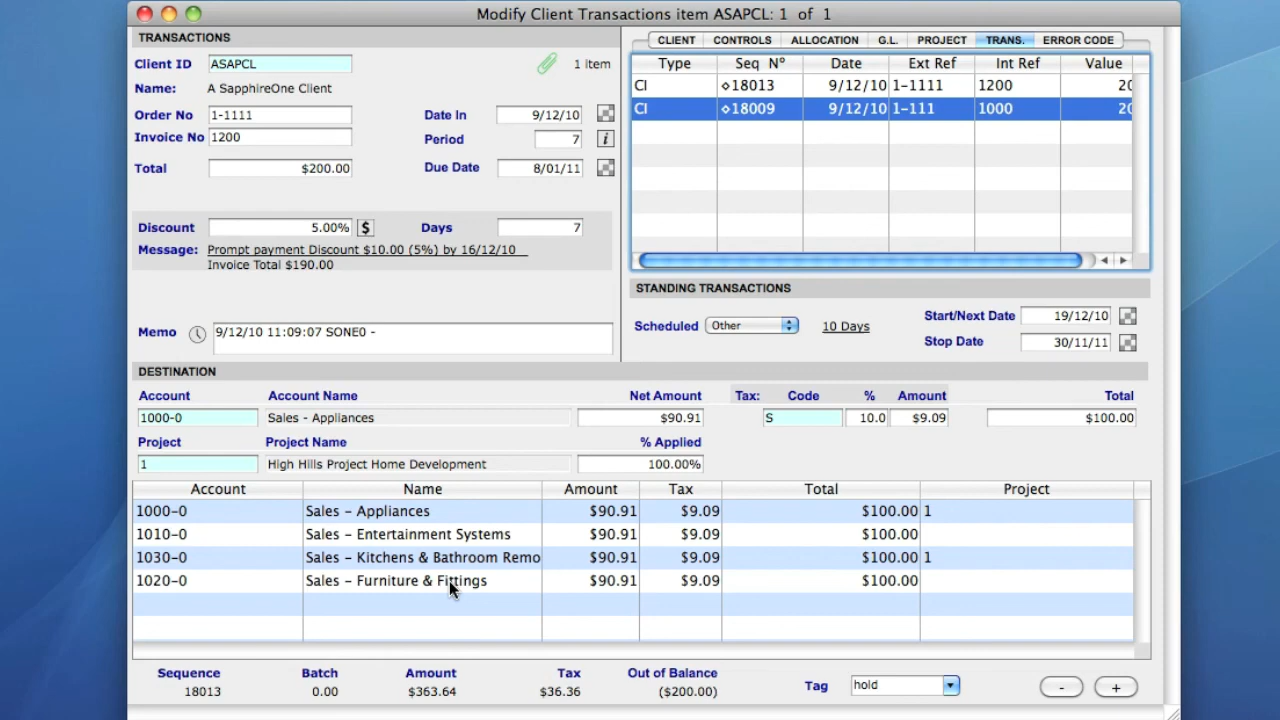 Modify Client Transactions item ASAPCL: 1 of 1
TRANSACTIONS
Client ID ASAPCL 1 item
Name: A SapphireOne Client
Order No 1-1111 Date In 9/12/10
Invoice No 1200 Period 7 i
Total $200.00 Due Date 8/01/11
Discount 5.00% $ Days 7
Message: Prompt payment Discount $10.00 (5%) by 16/12/10
Invoice Total $190.00
Memo 9/12/10 11:09:07 SONE0 -
CLIENT CONTROLS ALLOCATION G.L. PROJECT TRANS. ERROR CODE
Type Seq Nº Date Ext Ref Int Ref Value
CI ◇18013 9/12/10 1-1111 1200 20
CI ◇18009 9/12/10 1-111 1000 20
STANDING TRANSACTIONS
Scheduled Other 10 Days Start/Next Date 19/12/10
Stop Date 30/11/11
DESTINATION
Account Account Name Net Amount Tax: Code % Amount Total
1000-0 Sales - Appliances $90.91 S 10.0 $9.09 $100.00
Project Project Name % Applied
1 High Hills Project Home Development 100.00%
Account Name Amount Tax Total Project
1000-0 Sales – Appliances $90.91 $9.09 $100.00 1
1010-0 Sales – Entertainment Systems $90.91 $9.09 $100.00
1030-0 Sales – Kitchens & Bathroom Remo $90.91 $9.09 $100.00 1
1020-0 Sales – Furniture & Fittings $90.91 $9.09 $100.00
Sequence Batch Amount Tax Out of Balance
18013 0.00 $363.64 $36.36 ($200.00) Tag hold - +